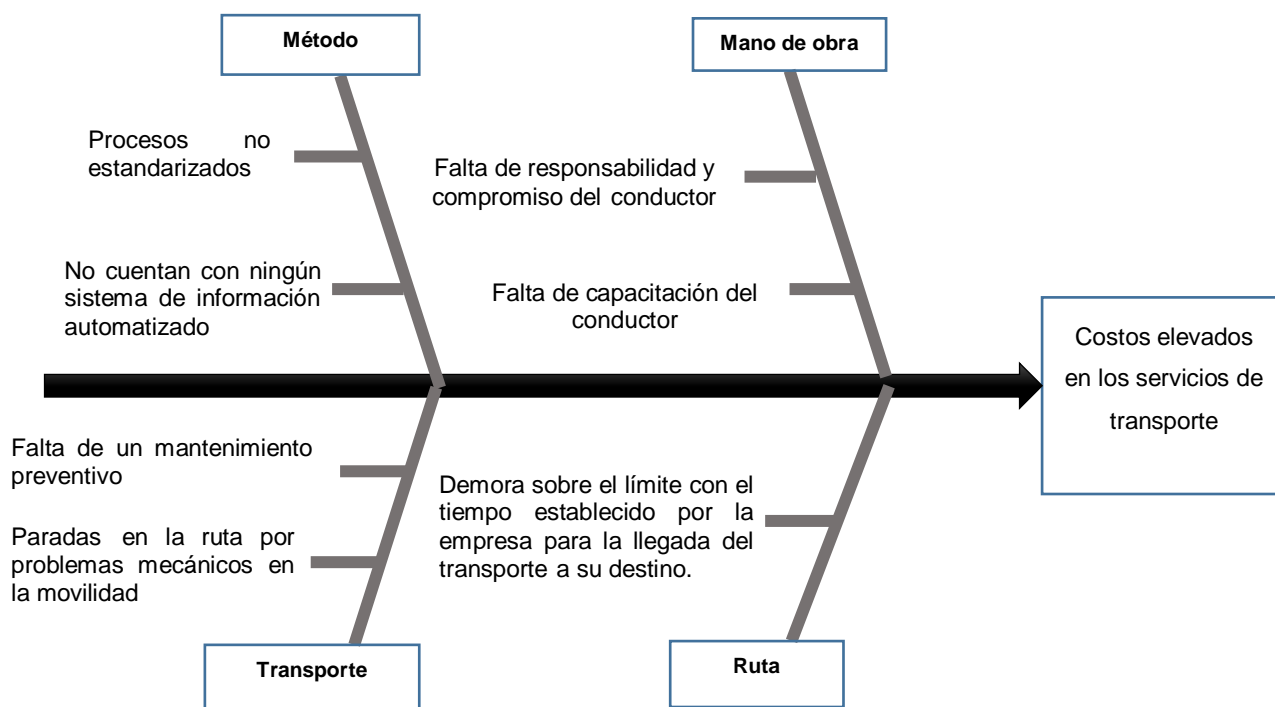 Método
Mano de obra
Procesos no
estandarizados
Falta de responsabilidad y
compromiso del conductor
No cuentan con ningún
sistema de información
automatizado
Falta de capacitación del
conductor
Costos elevados
en los servicios de
transporte
Falta de un mantenimiento
preventivo
Paradas en la ruta por
problemas mecánicos en
la movilidad
Demora sobre el límite con el
tiempo establecido por la
empresa para la llegada del
transporte a su destino.
Transporte
Ruta